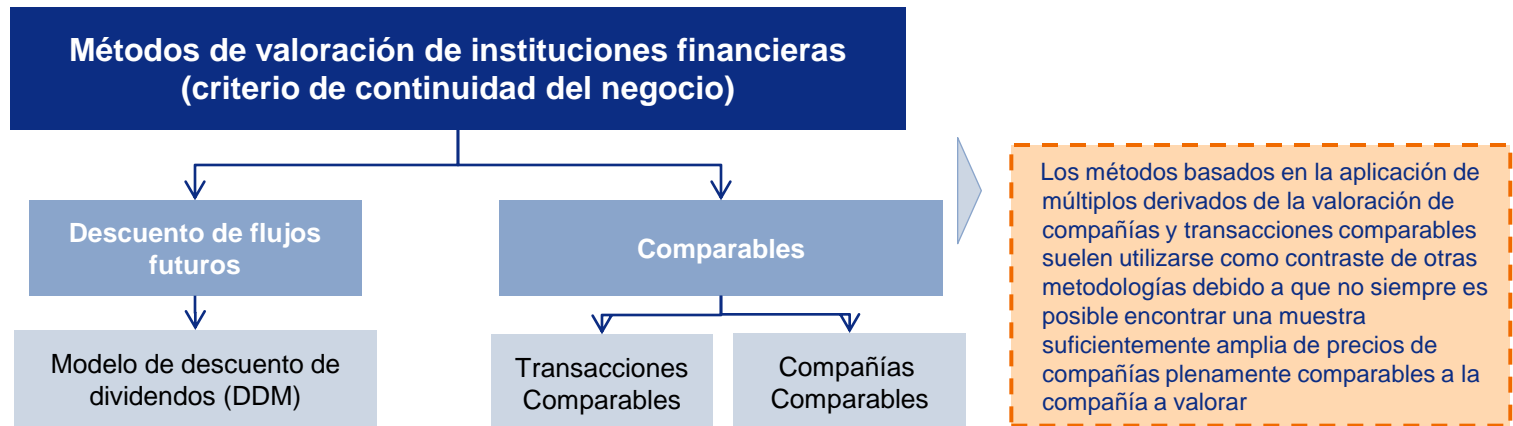 Métodos de valoración de instituciones financieras
(criterio de continuidad del negocio)
Descuento de flujos
futuros
Comparables
Modelo de descuento de
dividendos (DDM)
Transacciones
Comparables
Compañías
Comparables
Los métodos basados en la aplicación de
múltiplos derivados de la valoración de
compañías y transacciones comparables
suelen utilizarse como contraste de otras
metodologías debido a que no siempre es
posible encontrar una muestra
suficientemente amplia de precios de
compañías plenamente comparables a la
compañía a valorar